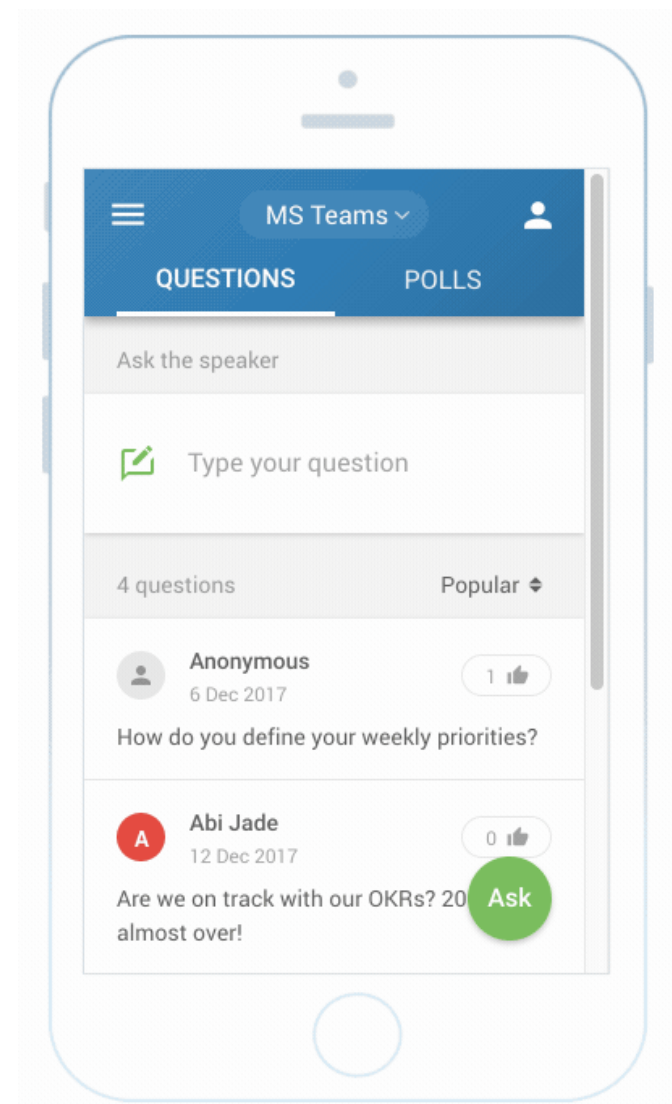 MS Teams
QUESTIONS POLLS
Ask the speaker
Type your question
4 questions Popular
Anonymous
6 Dec 2017
1
How do you define your weekly priorities?
A
Abi Jade
12 Dec 2017
0
Are we on track with our OKRs? 20
Ask
almost over!